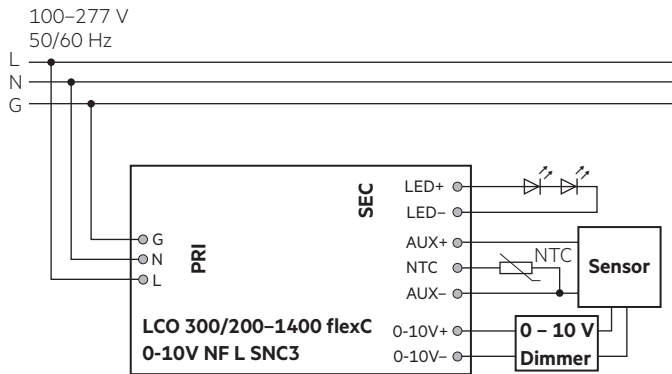 100–277 V
50/60 Hz
L
N
G
LED+
SEC
LED–
AUX+
G
PRI
N
NTC
NTC
Sensor
L
AUX–
LCO 300/200–1400 flexC
0-10V+
0 – 10 V
0-10V NF L SNC3
0-10V–
Dimmer